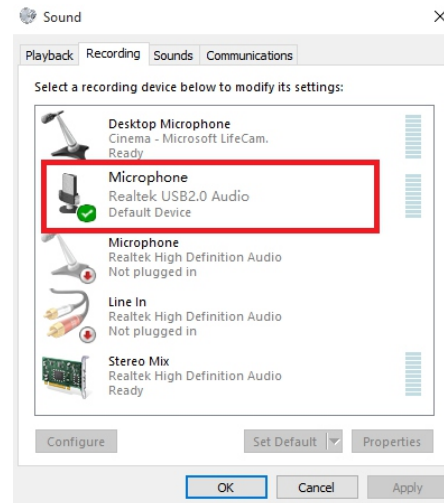 Sound
Playback Recording Sounds Communications
Select a recording device below to modify its settings:
Desktop Microphone
Cinema - Microsoft LifeCam.
Ready
Microphone
Realtek USB2.0 Audio
Default Device
Microphone
Realtek High Definition Audio
Not plugged in
Line In
Realtek High Definition Audio
Not plugged in
Stereo Mix
Realtek High Definition Audio
Ready
Configure Set Default Properties
OK Cancel Apply